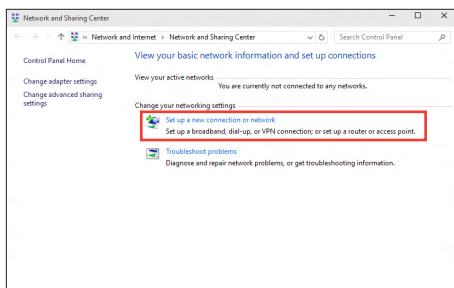 Network and Sharing Center
« Network and Internet › Network and Sharing Center
Search Control Panel
Control Panel Home
Change adapter settings
Change advanced sharing
settings
View your basic network information and set up connections
View your active networks
You are currently not connected to any networks.
Change your networking settings
Set up a new connection or network
Set up a broadband, dial-up, or VPN connection; or set up a router or access point.
Troubleshoot problems
Diagnose and repair network problems, or get troubleshooting information.